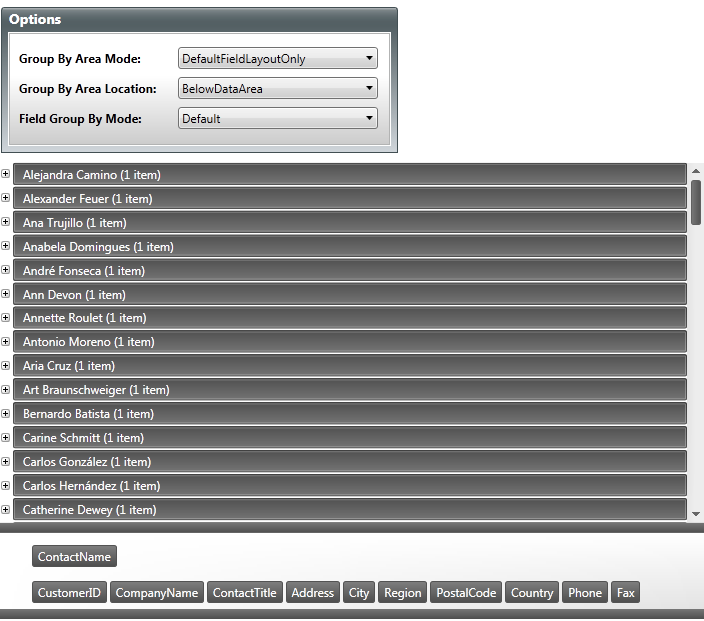 Options
Group By Area Mode: DefaultFieldLayoutOnly
Group By Area Location: BelowDataArea
Field Group By Mode: Default
Alejandra Camino (1 item)
Alexander Feuer (1 item)
Ana Trujillo (1 item)
Anabela Domingues (1 item)
André Fonseca (1 item)
Ann Devon (1 item)
Annette Roulet (1 item)
Antonio Moreno (1 item)
Aria Cruz (1 item)
Art Braunschweiger (1 item)
Bernardo Batista (1 item)
Carine Schmitt (1 item)
Carlos González (1 item)
Carlos Hernández (1 item)
Catherine Dewey (1 item)
ContactName
CustomerID CompanyName ContactTitle Address City Region PostalCode Country Phone Fax